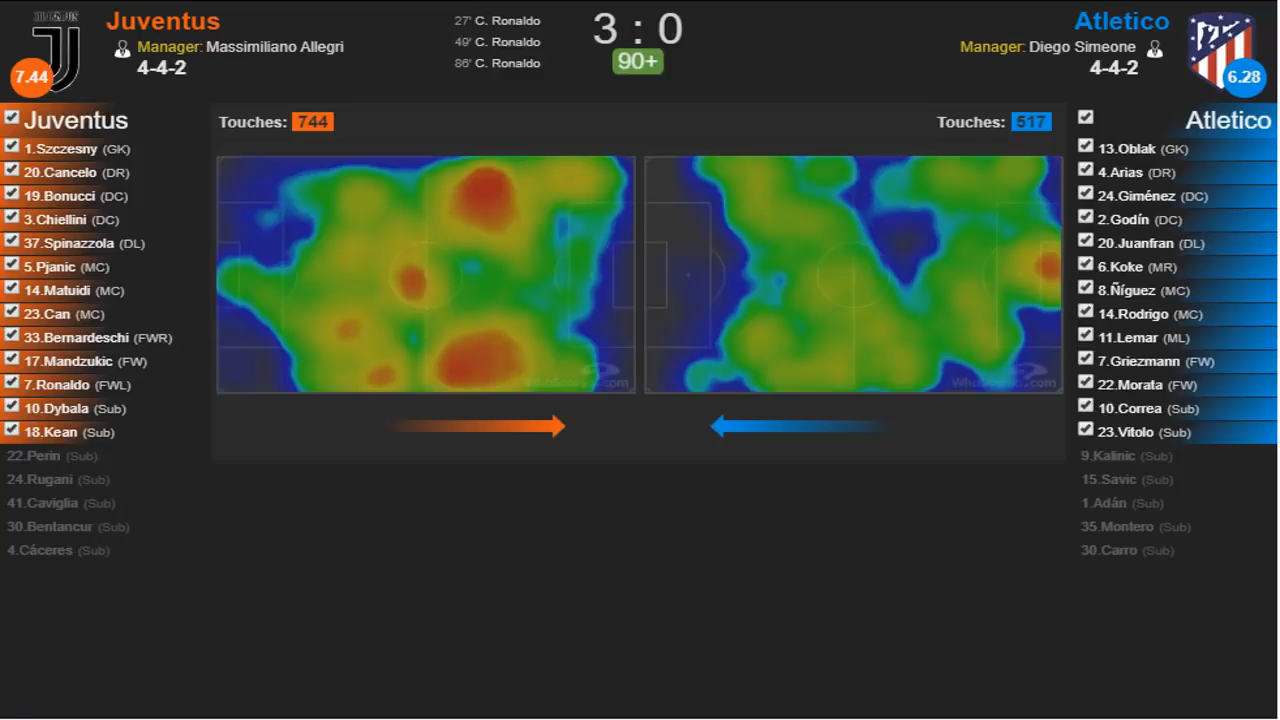 JUVENTUS
Juventus
Manager: Massimiliano Allegri
4-4-2
7.44
27' C. Ronaldo
49' C. Ronaldo
86' C. Ronaldo
3 : 0
90+
Atletico
Manager: Diego Simeone
4-4-2
6.28
Juventus
1.Szczesny (GK)
20.Cancelo (DR)
19.Bonucci (DC)
3.Chiellini (DC)
37.Spinazzola (DL)
5.Pjanic (MC)
14.Matuidi (MC)
23.Can (MC)
33.Bernardeschi (FWR)
17.Mandzukic (FW)
7.Ronaldo (FWL)
10.Dybala (Sub)
18.Kean (Sub)
22.Perin (Sub)
24.Rugani (Sub)
41.Caviglia (Sub)
30.Bentancur (Sub)
4.Cáceres (Sub)
Touches: 744
Touches: 517
WhoScored.com
WhoScored.com
Atletico
13.Oblak (GK)
4.Arias (DR)
24.Giménez (DC)
2.Godín (DC)
20.Juanfran (DL)
6.Koke (MR)
8.Ñíguez (MC)
14.Rodrigo (MC)
11.Lemar (ML)
7.Griezmann (FW)
22.Morata (FW)
10.Correa (Sub)
23.Vitolo (Sub)
9.Kalinic (Sub)
15.Savic (Sub)
1.Adán (Sub)
35.Montero (Sub)
30.Carro (Sub)